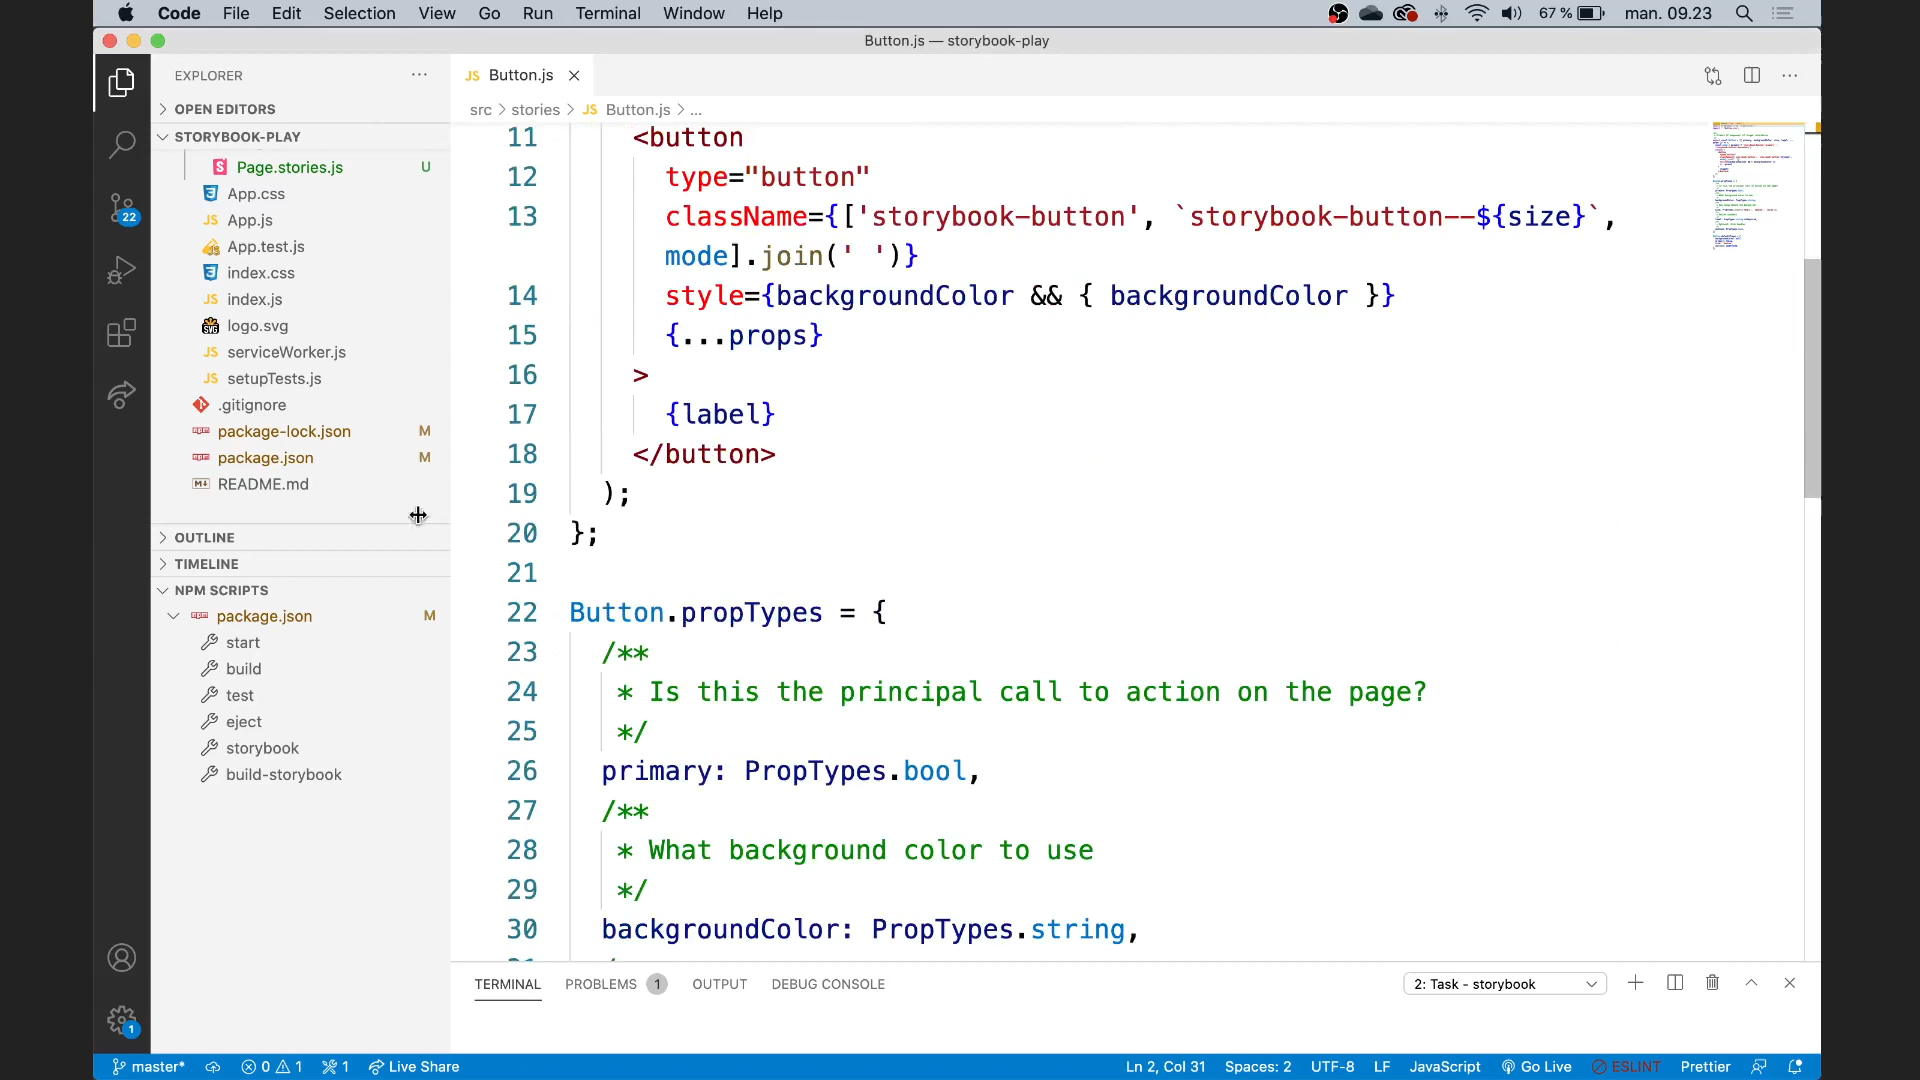 Code File Edit Selection View Go Run Terminal Window Help 67 % man. 09.23
Button.js — storybook-play
EXPLORER
OPEN EDITORS
STORYBOOK-PLAY
Page.stories.js U
App.css
App.js
App.test.js
index.css
index.js
logo.svg
serviceWorker.js
setupTests.js
.gitignore
package-lock.json M
package.json M
README.md
OUTLINE
TIMELINE
NPM SCRIPTS
package.json M
start
build
test
eject
storybook
build-storybook
22
1
JS Button.js
src > stories > JS Button.js > ...
11 <button
12 type="button"
13 className={['storybook-button', `storybook-button--${size}`,
mode].join(' ')}
14 style={backgroundColor && { backgroundColor }}
15 {...props}
16 >
17 {label}
18 </button>
19 );
20 };
21
22 Button.propTypes = {
23 /**
24 * Is this the principal call to action on the page?
25 */
26 primary: PropTypes.bool,
27 /**
28 * What background color to use
29 */
30 backgroundColor: PropTypes.string,
TERMINAL PROBLEMS 1 OUTPUT DEBUG CONSOLE 2: Task - storybook
master* 0 1 1 Live Share Ln 2, Col 31 Spaces: 2 UTF-8 LF JavaScript Go Live ESLINT Prettier